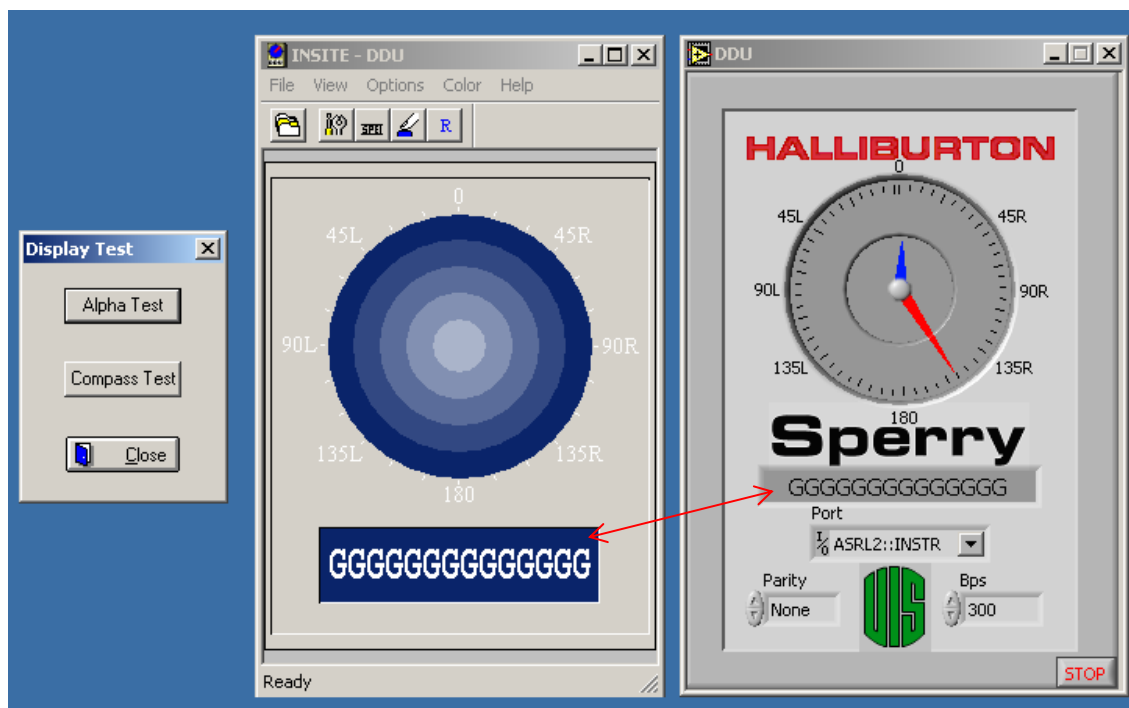 Display Test
Alpha Test
Compass Test
Close
INSITE - DDU
File View Options Color Help
SPEI
R
0
45L 45R
90L 90R
135L 135R
180
GGGGGGGGGGGGGG
Ready
DDU
HALLIBURTON
0
45L 45R
90L 90R
135L 135R
180
Sperry
GGGGGGGGGGGGGG
Port
I/O ASRL2::INSTR
Parity Bps
None 300
STOP